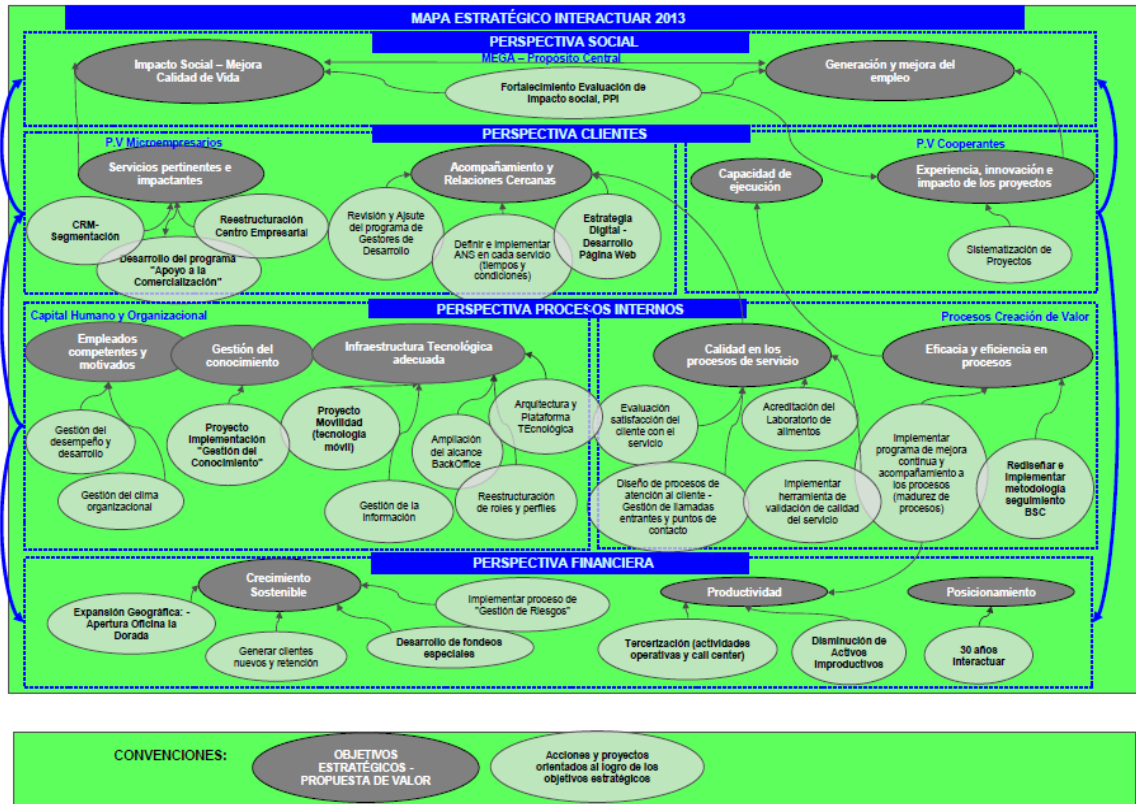 MAPA ESTRATÉGICO INTERACTUAR 2013
PERSPECTIVA SOCIAL
MEGA – Propósito Central
Impacto Social – Mejora
Calidad de Vida
Generación y mejora del
empleo
Fortalecimiento Evaluación de
Impacto social, PPI
PERSPECTIVA CLIENTES
P.V Microempresarios
P.V Cooperantes
Servicios pertinentes e
impactantes
Acompañamiento y
Relaciones Cercanas
Capacidad de
ejecución
Experiencia, innovación e
impacto de los proyectos
CRM-
Segmentación
Desarrollo del programa
"Apoyo a la
Comercialización"
Reestructuración
Centro Empresarial
Revisión y Ajsute
del programa de
Gestores de
Desarrollo
Definir e implementar
ANS en cada servicio
(tiempos y
condiciones)
Estrategia
Digital -
Desarrollo
Página Web
Sistematización de
Proyectos
PERSPECTIVA PROCESOS INTERNOS
Capital Humano y Organizacional
Procesos Creación de Valor
Empleados
competentes y
motivados
Gestión del
conocimiento
Infraestructura Tecnológica
adecuada
Calidad en los
procesos de servicio
Eficacia y eficiencia en
procesos
Gestión del
desempeño y
desarrollo
Gestión del clima
organizacional
Proyecto
Implementación
"Gestión del
Conocimiento"
Proyecto
Movilidad
(tecnología
móvil)
Gestión de la
Información
Ampliación
del alcance
BackOffice
Arquitectura y
Plataforma
TEcnológica
Reestructuración
de roles y perfiles
Evaluación
satisfacción del
cliente con el
servicio
Acreditación del
Laboratorio de
alimentos
Diseño de procesos de
atención al cliente -
Gestión de llamadas
entrantes y puntos de
contacto
Implementar
herramienta de
validación de calidad
del servicio
Implementar
programa de mejora
continua y
acompañamiento a
los procesos
(madurez de
procesos)
Rediseñar e
Implementar
metodología
seguimiento
BSC
PERSPECTIVA FINANCIERA
Crecimiento
Sostenible
Productividad
Posicionamiento
Expansión Geográfica: -
Apertura Oficina la
Dorada
Generar clientes
nuevos y retención
Desarrollo de fondeos
especiales
Implementar proceso de
"Gestión de Riesgos"
Tercerización (actividades
operativas y call center)
Disminución de
Activos
Improductivos
30 años
Interactuar
CONVENCIONES:
OBJETIVOS
ESTRATÉGICOS -
PROPUESTA DE VALOR
Acciones y proyectos
orientados al logro de los
objetivos estratégicos